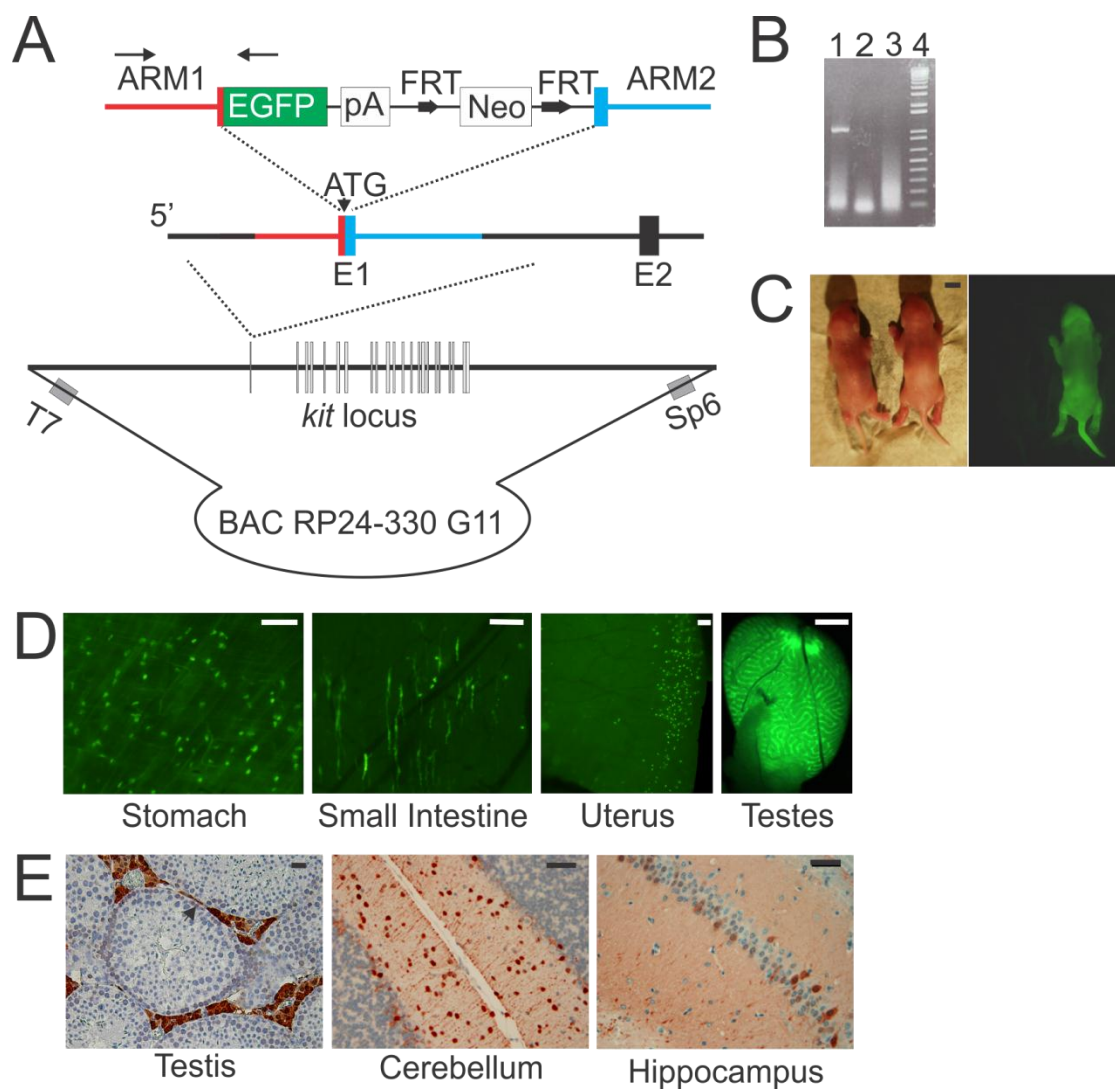 A
ARM1
EGFP
pA
FRT
Neo
FRT
ARM2
ATG
5’
E1
E2
T7
kit locus
Sp6
BAC RP24-330 G11
B
1 2 3 4
C
D
Stomach
Small Intestine
Uterus
Testes
E
Testis
Cerebellum
Hippocampus